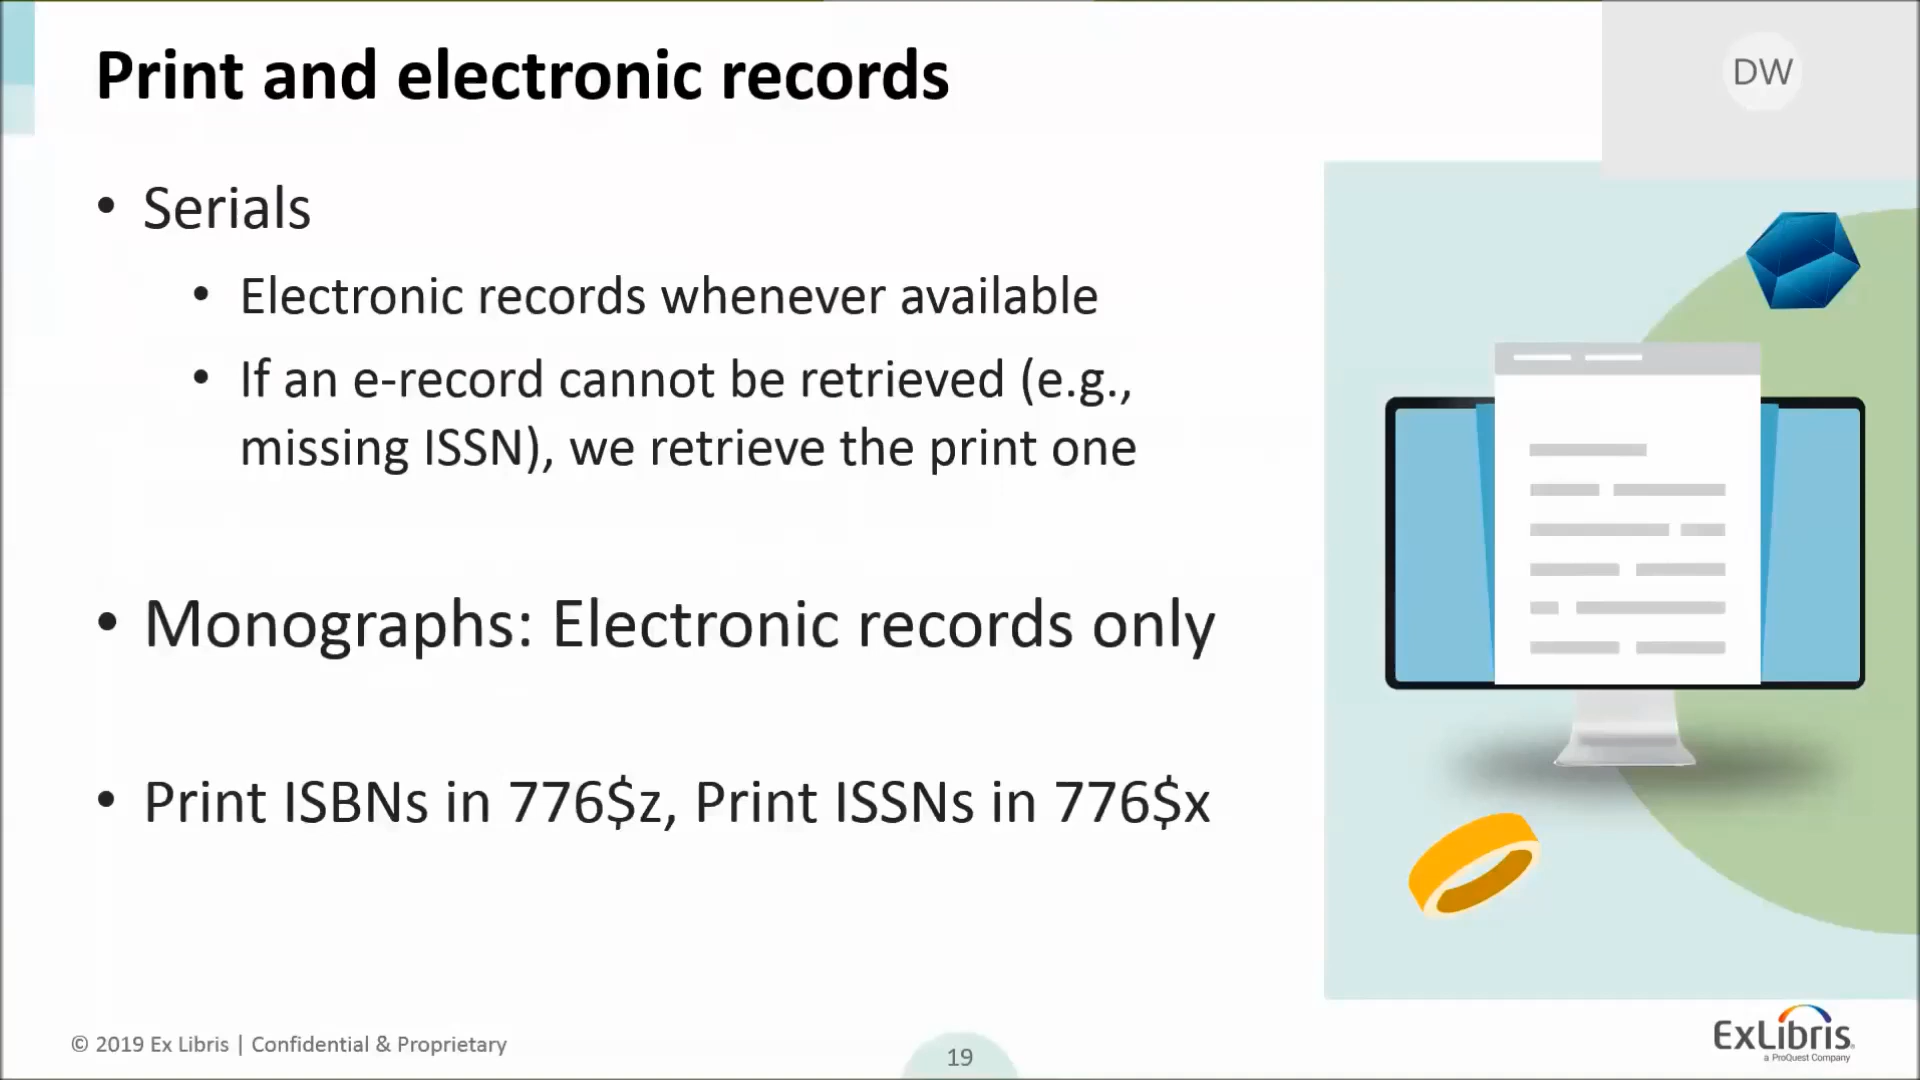 Print and electronic records
DW
• Serials
• Electronic records whenever available
• If an e-record cannot be retrieved (e.g.,
missing ISSN), we retrieve the print one
• Monographs: Electronic records only
• Print ISBNs in 776$z, Print ISSNs in 776$x
© 2019 Ex Libris | Confidential & Proprietary
19
ExLibris
a ProQuest Company